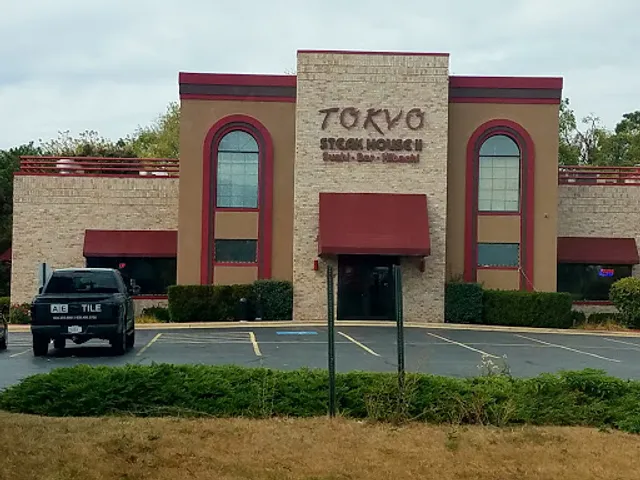 TOKYO
STEAK HOUSE II
Sushi • Bar • Hibachi
A&E TILE